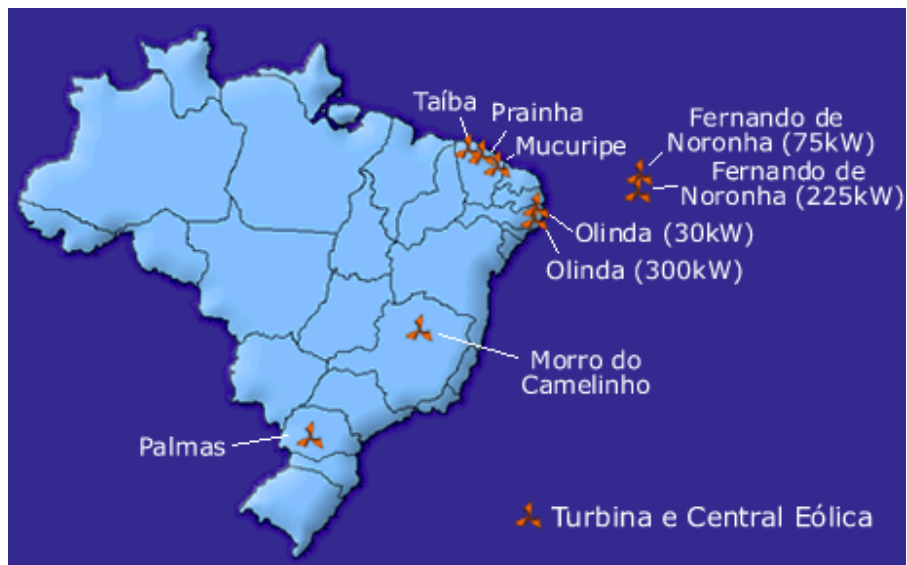 Taíba
Prainha
Mucuripe
Fernando de
Noronha (75kW)
Fernando de
Noronha (225kW)
Olinda (30kW)
Olinda (300kW)
Morro do
Camelinho
Palmas
Turbina e Central Eólica